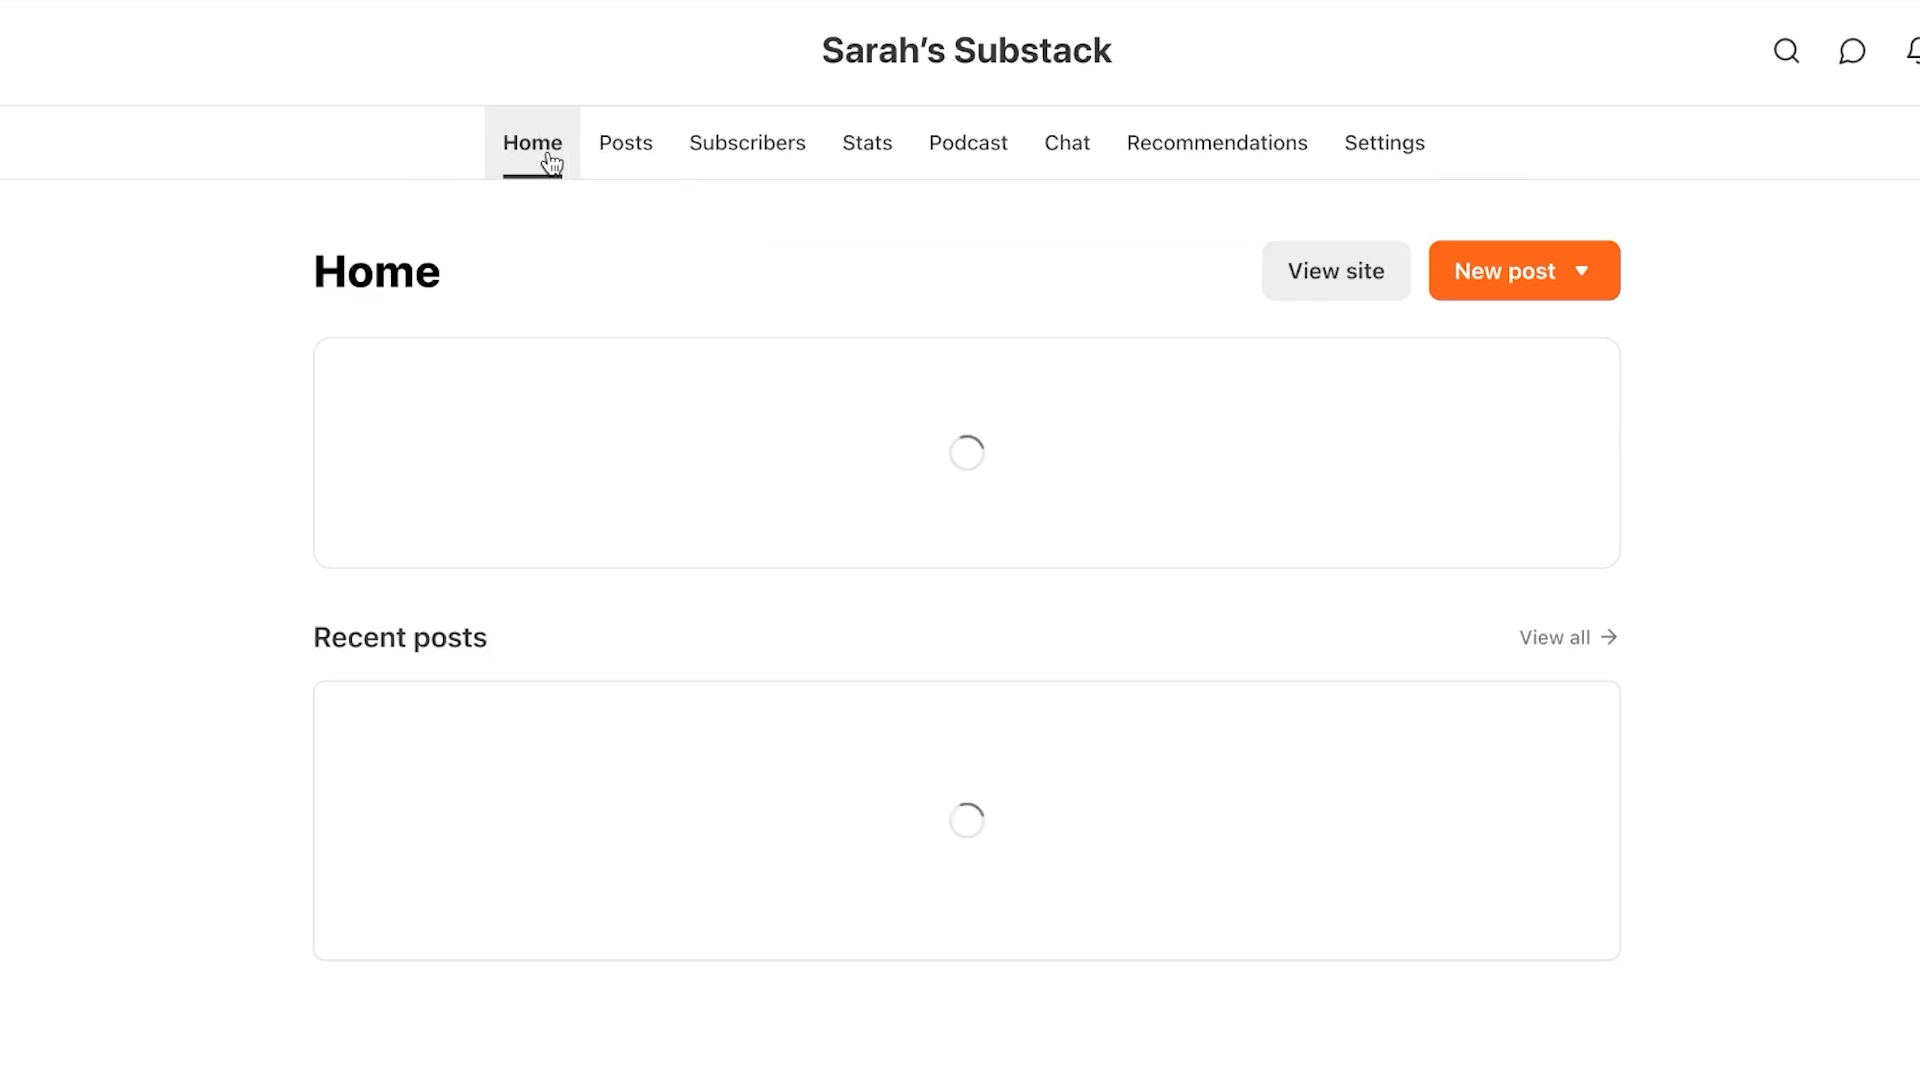 Sarah's Substack
Home Posts Subscribers Stats Podcast Chat Recommendations Settings
Home
View site
New post
Recent posts
View all